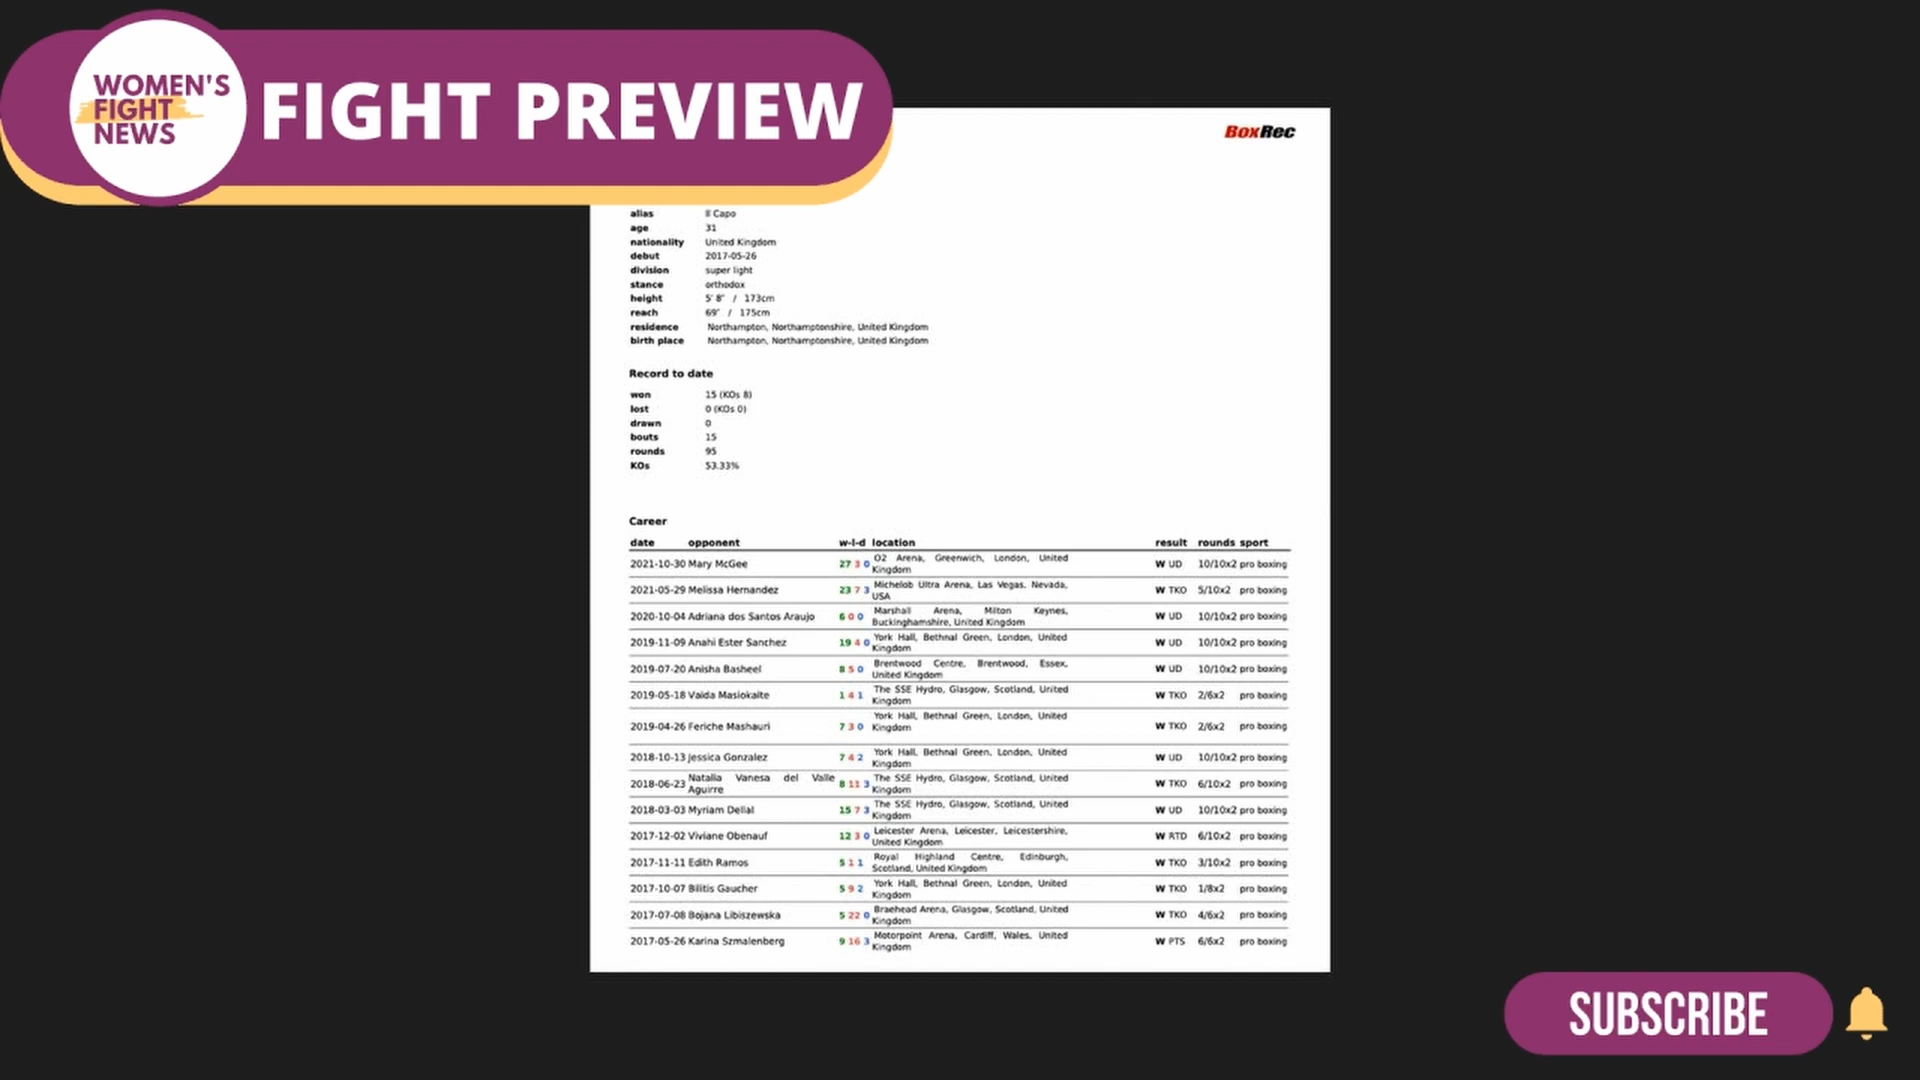 WOMEN'S
FIGHT
NEWS
FIGHT PREVIEW
BoxRec
alias Il Capo
age 31
nationality United Kingdom
debut 2017-05-26
division super light
stance orthodox
height 5′ 8″ / 173cm
reach 69″ / 175cm
residence Northampton, Northamptonshire, United Kingdom
birth place Northampton, Northamptonshire, United Kingdom
Record to date
won 15 (KOs 8)
lost 0 (KOs 0)
drawn 0
bouts 15
rounds 95
KOs 53.33%
Career
date opponent w-l-d location result rounds sport
2021-10-30 Mary McGee 27 3 0 O2 Arena, Greenwich, London, United
Kingdom W UD 10/10x2 pro boxing
2021-05-29 Melissa Hernandez 23 7 3 Michelob Ultra Arena, Las Vegas, Nevada,
USA W TKO 5/10x2 pro boxing
2020-10-04 Adriana dos Santos Araujo 6 0 0 Marshall Arena, Milton Keynes,
Buckinghamshire, United Kingdom W UD 10/10x2 pro boxing
2019-11-09 Anahi Ester Sanchez 19 4 0 York Hall, Bethnal Green, London, United
Kingdom W UD 10/10x2 pro boxing
2019-07-20 Anisha Basheel 8 5 0 Brentwood Centre, Brentwood, Essex,
United Kingdom W UD 10/10x2 pro boxing
2019-05-18 Vaida Masiokaite 1 4 1 The SSE Hydro, Glasgow, Scotland, United
Kingdom W TKO 2/6x2 pro boxing
2019-04-26 Feriche Mashauri 7 3 0 York Hall, Bethnal Green, London, United
Kingdom W TKO 2/6x2 pro boxing
2018-10-13 Jessica Gonzalez 7 4 2 York Hall, Bethnal Green, London, United
Kingdom W UD 10/10x2 pro boxing
2018-06-23 Natalia Vanesa del Valle
Aguirre 8 11 3 The SSE Hydro, Glasgow, Scotland, United
Kingdom W TKO 6/10x2 pro boxing
2018-03-03 Myriam Dellal 15 7 3 The SSE Hydro, Glasgow, Scotland, United
Kingdom W UD 10/10x2 pro boxing
2017-12-02 Viviane Obenauf 12 3 0 Leicester Arena, Leicester, Leicestershire,
United Kingdom W RTD 6/10x2 pro boxing
2017-11-11 Edith Ramos 5 1 1 Royal Highland Centre, Edinburgh,
Scotland, United Kingdom W TKO 3/10x2 pro boxing
2017-10-07 Bilitis Gaucher 5 9 2 York Hall, Bethnal Green, London, United
Kingdom W TKO 1/8x2 pro boxing
2017-07-08 Bojana Libiszewska 5 22 0 Braehead Arena, Glasgow, Scotland, United
Kingdom W TKO 4/6x2 pro boxing
2017-05-26 Karina Szmalenberg 9 16 3 Motorpoint Arena, Cardiff, Wales, United
Kingdom W PTS 6/6x2 pro boxing
SUBSCRIBE